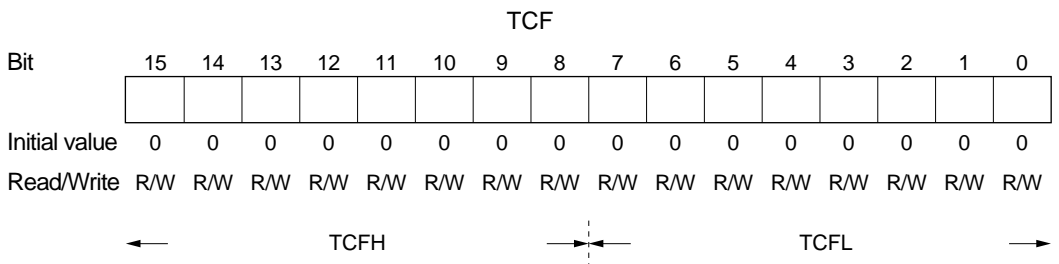 TCF
Bit 15 14 13 12 11 10 9 8 7 6 5 4 3 2 1 0
Initial value 0 0 0 0 0 0 0 0 0 0 0 0 0 0 0 0
Read/Write R/W R/W R/W R/W R/W R/W R/W R/W R/W R/W R/W R/W R/W R/W R/W R/W
TCFH TCFL